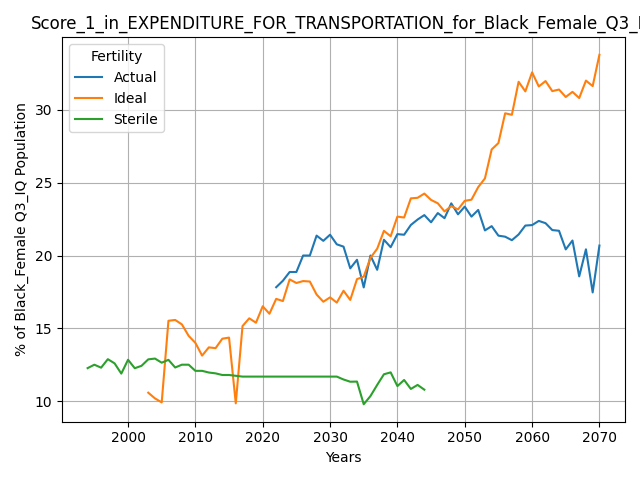 Score_1_in_EXPENDITURE_FOR_TRANSPORTATION_for_Black_Female_Q3_I
Fertility
Actual
Ideal
Sterile
% of Black_Female Q3_IQ Population
30
25
20
15
10
2000 2010 2020 2030 2040 2050 2060 2070
Years